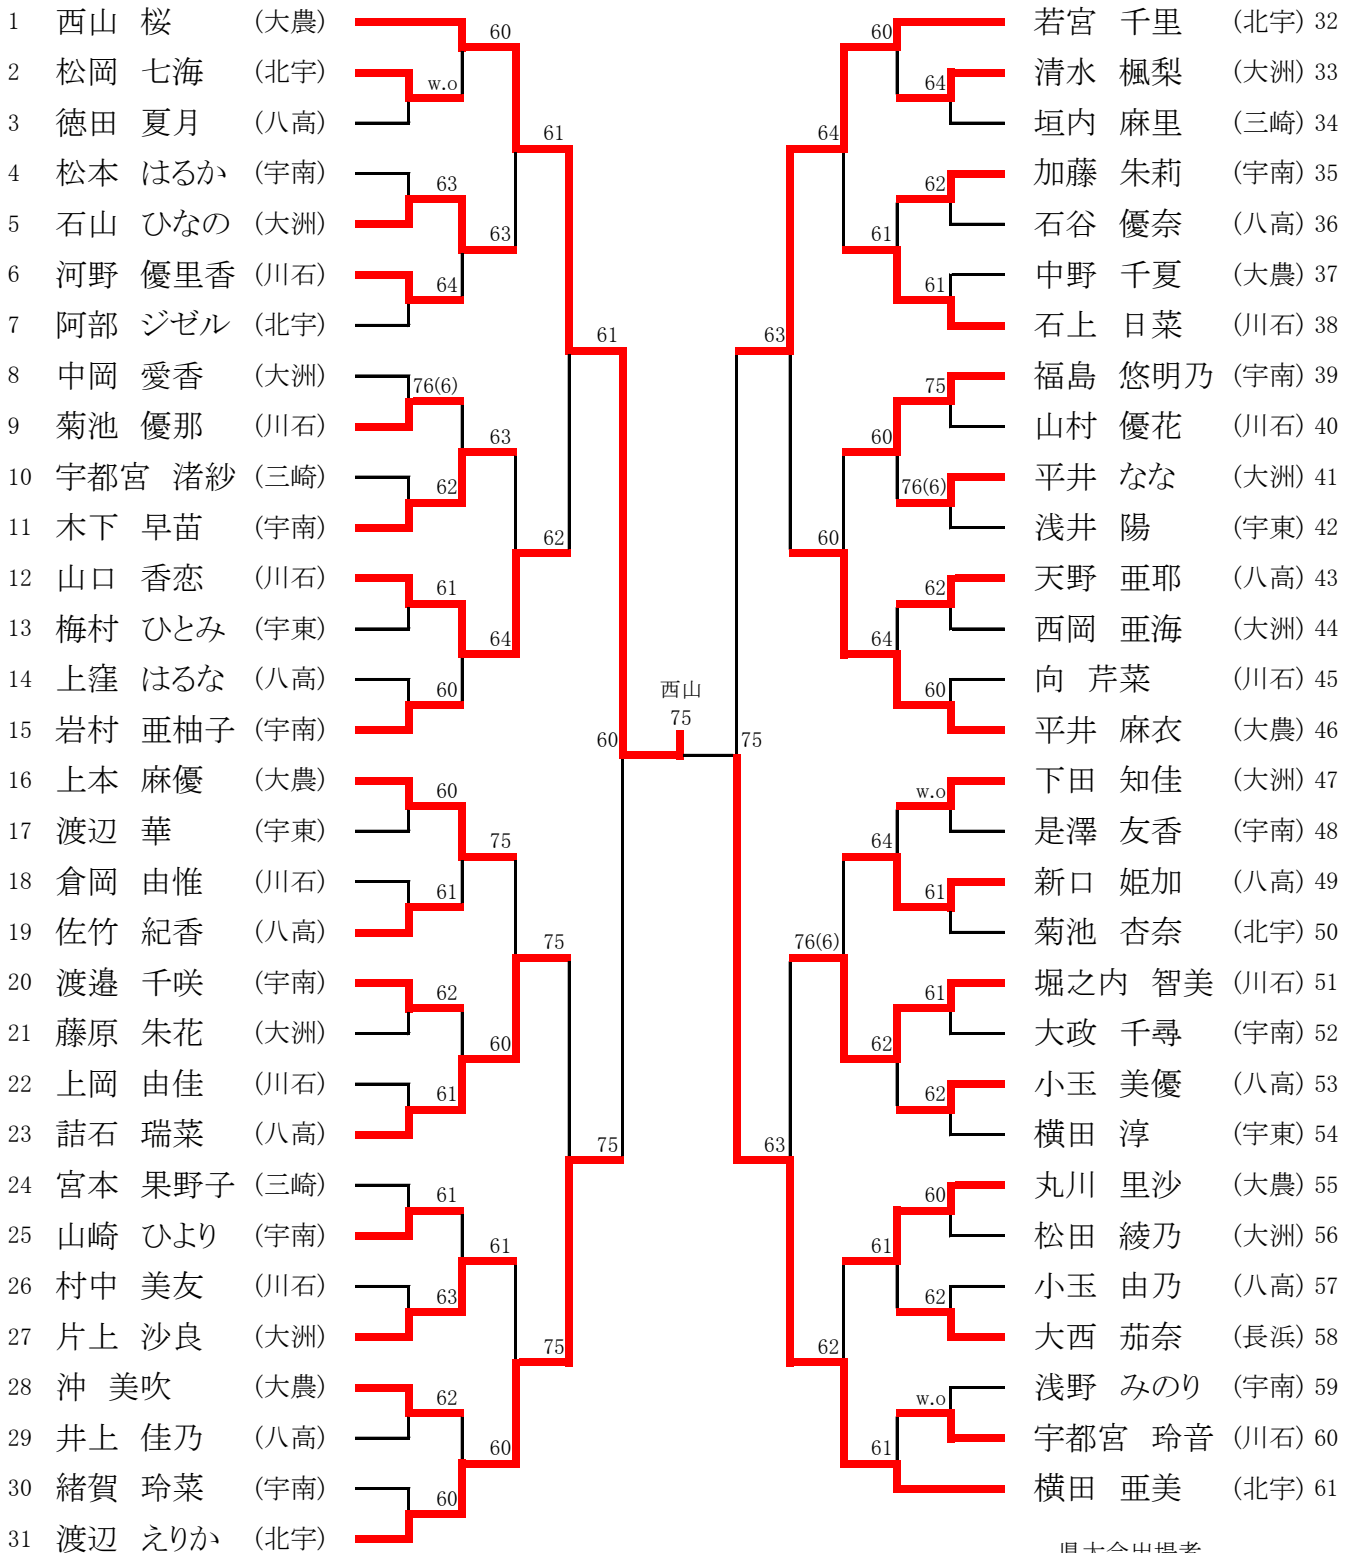 1 西山 桜 (大農)
2 松岡 七海 (北宇)
3 徳田 夏月 (八高)
4 松本 はるか (宇南)
5 石山 ひなの (大洲)
6 河野 優里香 (川石)
7 阿部 ジゼル (北宇)
8 中岡 愛香 (大洲)
9 菊池 優那 (川石)
10 宇都宮 渚紗 (三崎)
11 木下 早苗 (宇南)
12 山口 香恋 (川石)
13 梅村 ひとみ (宇東)
14 上窪 はるな (八高)
15 岩村 亜柚子 (宇南)
16 上本 麻優 (大農)
17 渡辺 華 (宇東)
18 倉岡 由惟 (川石)
19 佐竹 紀香 (八高)
20 渡邉 千咲 (宇南)
21 藤原 朱花 (大洲)
22 上岡 由佳 (川石)
23 詰石 瑞菜 (八高)
24 宮本 果野子 (三崎)
25 山崎 ひより (宇南)
26 村中 美友 (川石)
27 片上 沙良 (大洲)
28 沖 美吹 (大農)
29 井上 佳乃 (八高)
30 緒賀 玲菜 (宇南)
31 渡辺 えりか (北宇)
w.o
63
64
76(6)
62
61
60
60
61
62
61
61
63
62
60
60
63
63
64
75
60
61
60
61
62
75
75
61
75
60
西山
75
75
63
63
64
60
76(6)
62
60
61
60
64
64
62
61
61
64
62
61
75
76(6)
62
60
w.o
61
61
62
60
62
w.o
若宮 千里 (北宇) 32
清水 楓梨 (大洲) 33
垣内 麻里 (三崎) 34
加藤 朱莉 (宇南) 35
石谷 優奈 (八高) 36
中野 千夏 (大農) 37
石上 日菜 (川石) 38
福島 悠明乃 (宇南) 39
山村 優花 (川石) 40
平井 なな (大洲) 41
浅井 陽 (宇東) 42
天野 亜耶 (八高) 43
西岡 亜海 (大洲) 44
向 芹菜 (川石) 45
平井 麻衣 (大農) 46
下田 知佳 (大洲) 47
是澤 友香 (宇南) 48
新口 姫加 (八高) 49
菊池 杏奈 (北宇) 50
堀之内 智美 (川石) 51
大政 千尋 (宇南) 52
小玉 美優 (八高) 53
横田 淳 (宇東) 54
丸川 里沙 (大農) 55
松田 綾乃 (大洲) 56
小玉 由乃 (八高) 57
大西 茄奈 (長浜) 58
浅野 みのり (宇南) 59
宇都宮 玲音 (川石) 60
横田 亜美 (北宇) 61
県大会出場者